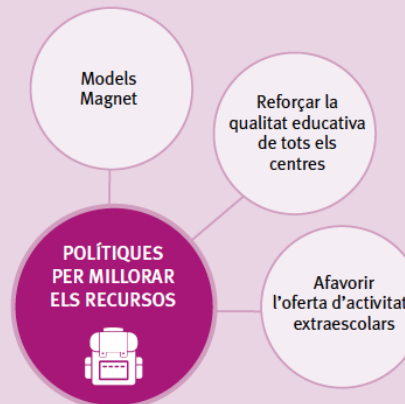 Models
Magnet
Reforçar la
qualitat educativa
de tots els
centres
POLÍTIQUES
PER MILLORAR
ELS RECURSOS
Afavorir
l'oferta d'activitat
extraescolars